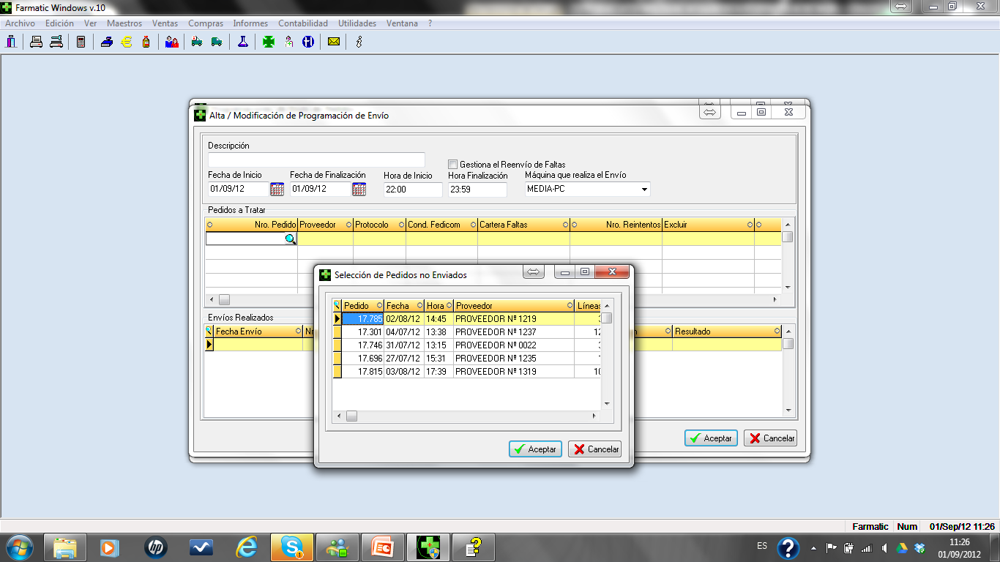 Farmatic Windows v.10
Archivo Edición Ver Maestros Ventas Compras Informes Contabilidad Utilidades Ventana ?
Alta / Modificación de Programación de Envío
Descripción
Gestiona el Reenvío de Faltas
Fecha de Inicio Fecha de Finalización Hora de Inicio Hora Finalización Máquina que realiza el Envío
01/09/12 01/09/12 22:00 23:59 MEDIA-PC
Pedidos a Tratar
Nro. Pedido Proveedor Protocolo Cond. Fedicom Cartera Faltas Nro. Reintentos Excluir
Selección de Pedidos no Enviados
Pedido Fecha Hora Proveedor Líneas
17.785 02/08/12 14:45 PROVEEDOR Nº 1219
17.301 04/07/12 13:38 PROVEEDOR Nº 1237 12
17.746 31/07/12 13:15 PROVEEDOR Nº 0022
17.696 27/07/12 15:31 PROVEEDOR Nº 1235
17.815 03/08/12 17:39 PROVEEDOR Nº 1319 10
Aceptar Cancelar
Envíos Realizados
Fecha Envío Resultado
Aceptar Cancelar
Farmatic Num 01/Sep/12 11:26
hp
1
ES
11:26
01/09/2012